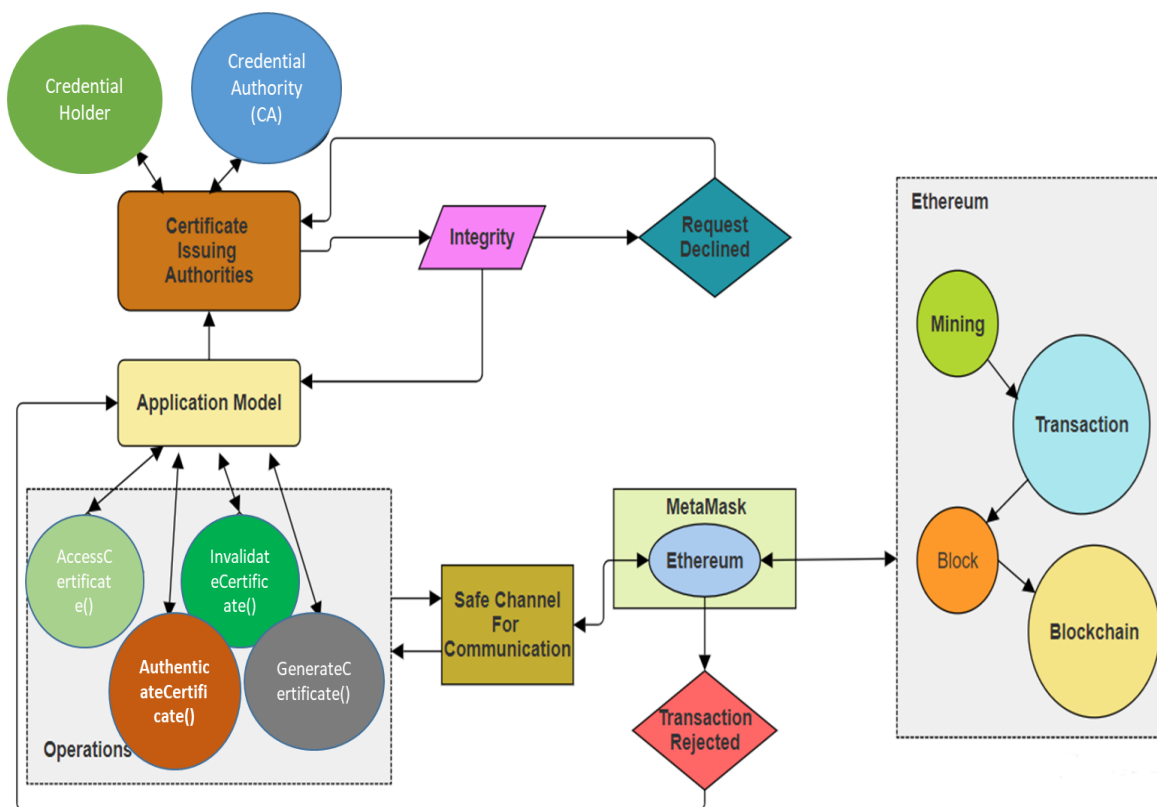 Credential
Holder
Credential
Authority
(CA)
Certificate
Issuing
Authorities
Integrity
Request
Declined
Ethereum
Mining
Transaction
Block
Blockchain
Application Model
AccessC
ertificat
e()
Invalidat
eCertific
ate()
Authentic
ateCertifi
cate()
GenerateC
ertificate()
Operations
Safe Channel
For
Communication
MetaMask
Ethereum
Transaction
Rejected